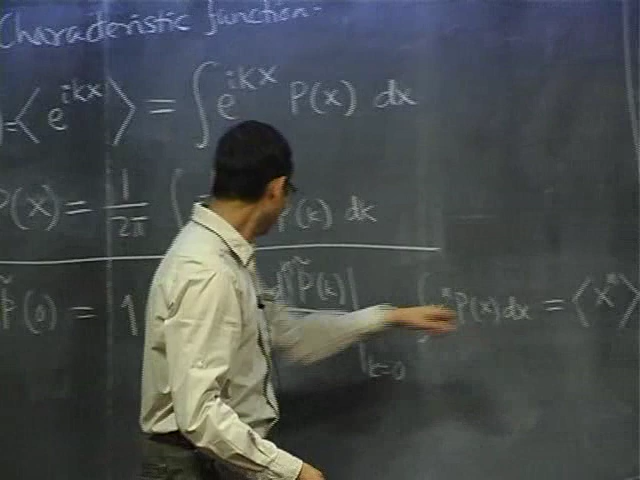 Characteristic function.
)=⟨e^{ikx}⟩ = ∫ e^{ikx} P(x) dx
P(x) = 1/2π ∫ P̃(k) dk
P̃(0) = 1 d^n P̃(k) |_{k=0} ∫ x^n P(x) dx = ⟨x^n⟩